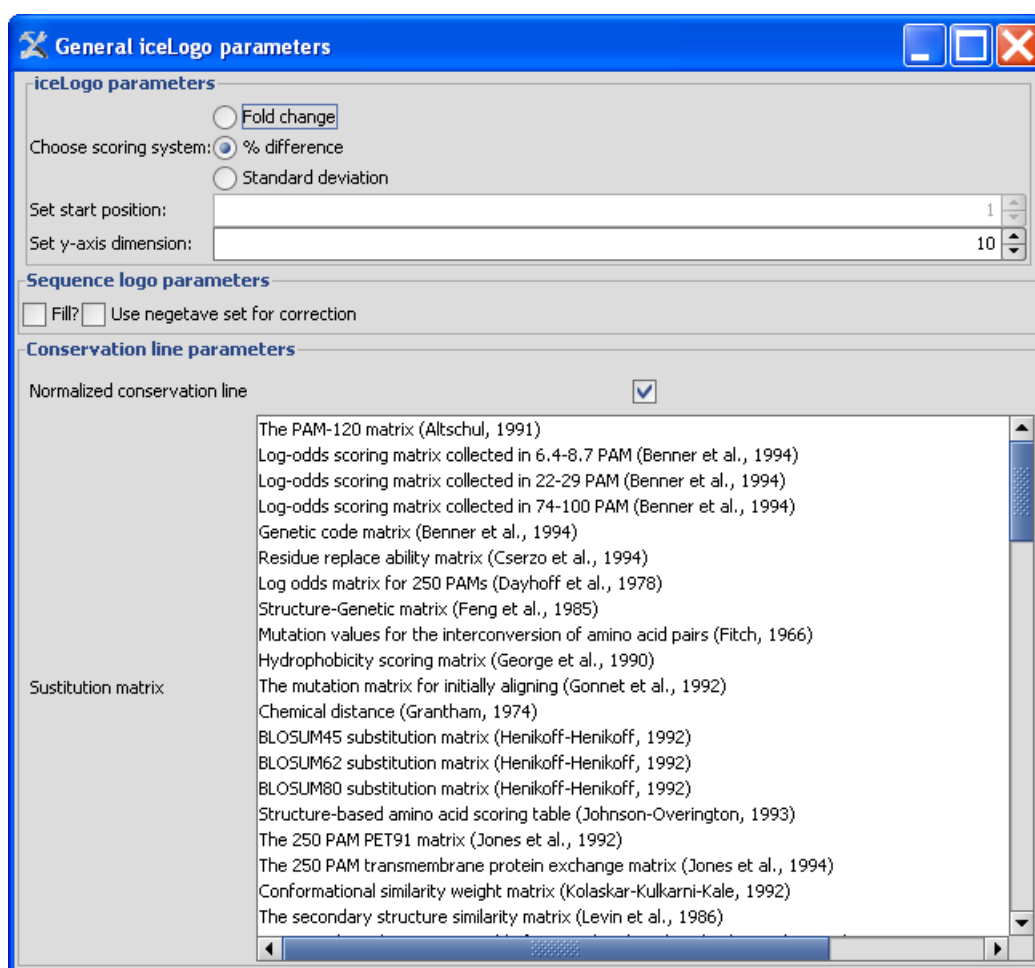 General iceLogo parameters
iceLogo parameters
Fold change
Choose scoring system: % difference
Standard deviation
Set start position: 1
Set y-axis dimension: 10
Sequence logo parameters
Fill? Use negetave set for correction
Conservation line parameters
Normalized conservation line
The PAM-120 matrix (Altschul, 1991)
Log-odds scoring matrix collected in 6.4-8.7 PAM (Benner et al., 1994)
Log-odds scoring matrix collected in 22-29 PAM (Benner et al., 1994)
Log-odds scoring matrix collected in 74-100 PAM (Benner et al., 1994)
Genetic code matrix (Benner et al., 1994)
Residue replace ability matrix (Cserzo et al., 1994)
Log odds matrix for 250 PAMs (Dayhoff et al., 1978)
Structure-Genetic matrix (Feng et al., 1985)
Mutation values for the interconversion of amino acid pairs (Fitch, 1966)
Hydrophobicity scoring matrix (George et al., 1990)
Sustitution matrix The mutation matrix for initially aligning (Gonnet et al., 1992)
Chemical distance (Grantham, 1974)
BLOSUM45 substitution matrix (Henikoff-Henikoff, 1992)
BLOSUM62 substitution matrix (Henikoff-Henikoff, 1992)
BLOSUM80 substitution matrix (Henikoff-Henikoff, 1992)
Structure-based amino acid scoring table (Johnson-Overington, 1993)
The 250 PAM PET91 matrix (Jones et al., 1992)
The 250 PAM transmembrane protein exchange matrix (Jones et al., 1994)
Conformational similarity weight matrix (Kolaskar-Kulkarni-Kale, 1992)
The secondary structure similarity matrix (Levin et al., 1986)